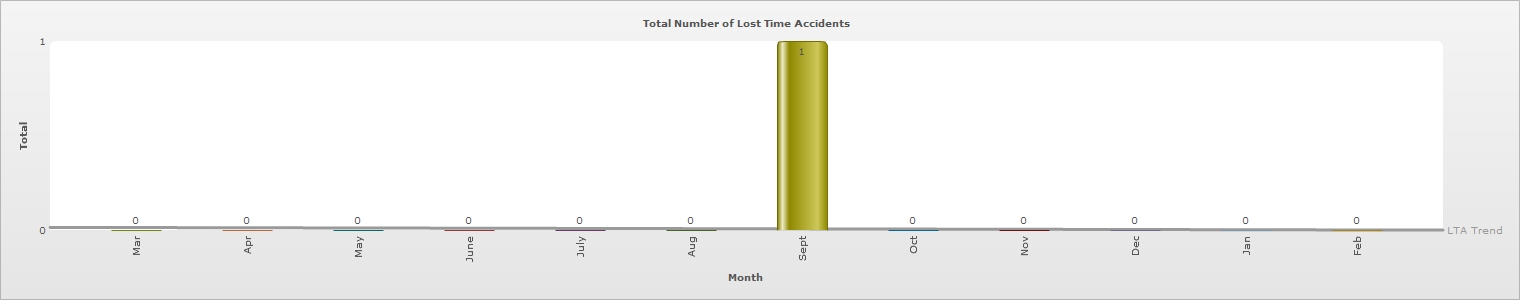 Total Number of Lost Time Accidents
1
1
Total
0 0 0 0 0 0 0 0 0 0 0
0
LTA Trend
Mar Apr May June July Aug Sept Oct Nov Dec Jan Feb
Month